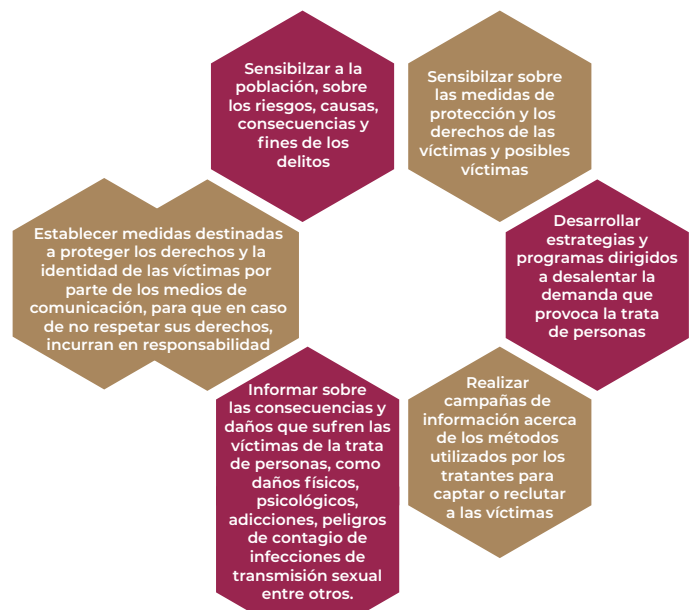 Sensibilzar a la
población, sobre
los riesgos, causas,
consecuencias y
fines de los
delitos
Sensibilzar sobre
las medidas de
protección y los
derechos de las
víctimas y posibles
víctimas
Desarrollar
estrategias y
programas dirigidos
a desalentar la
demanda que
provoca la trata
de personas
Realizar
campañas de
información acerca
de los métodos
utilizados por los
tratantes para
captar o reclutar
a las víctimas
Informar sobre
las consecuencias y
daños que sufren las
víctimas de la trata
de personas, como
daños físicos,
psicológicos,
adicciones, peligros
de contagio de
infecciones de
transmisión sexual
entre otros.
Establecer medidas destinadas
a proteger los derechos y la
identidad de las víctimas por
parte de los medios de
comunicación, para que en caso
de no respetar sus derechos,
incurran en responsabilidad